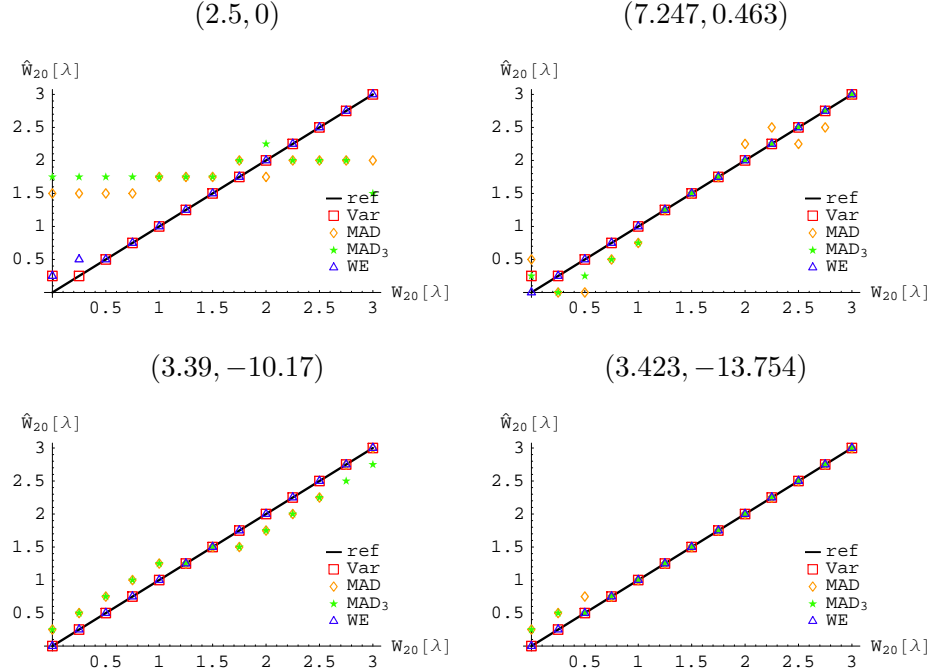 (2.5, 0)
Ŵ₂₀[λ]
3
2.5
2
1.5
1
0.5
0.5 1 1.5 2 2.5 3
W₂₀[λ]
ref
Var
MAD
MAD₃
WE
(7.247, 0.463)
Ŵ₂₀[λ]
3
2.5
2
1.5
1
0.5
0.5 1 1.5 2 2.5 3
W₂₀[λ]
ref
Var
MAD
MAD₃
WE
(3.39, −10.17)
Ŵ₂₀[λ]
3
2.5
2
1.5
1
0.5
0.5 1 1.5 2 2.5 3
W₂₀[λ]
ref
Var
MAD
MAD₃
WE
(3.423, −13.754)
Ŵ₂₀[λ]
3
2.5
2
1.5
1
0.5
0.5 1 1.5 2 2.5 3
W₂₀[λ]
ref
Var
MAD
MAD₃
WE